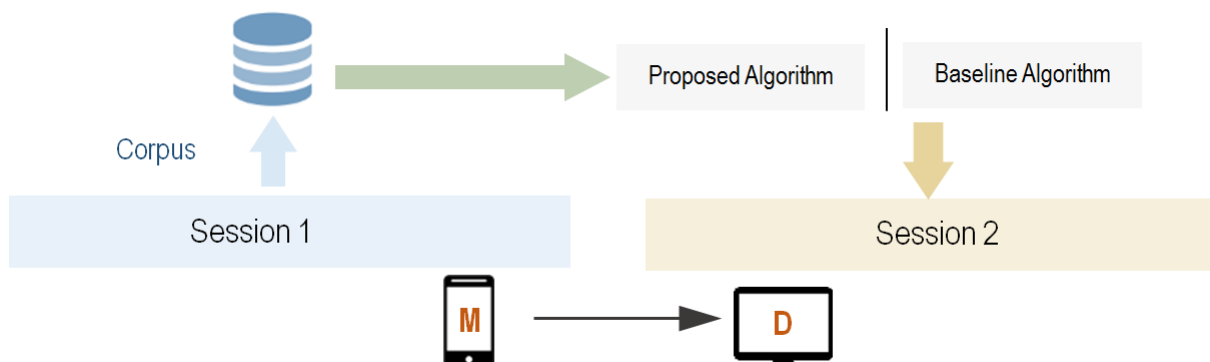 Proposed Algorithm
Baseline Algorithm
Corpus
Session 1
Session 2
M
D